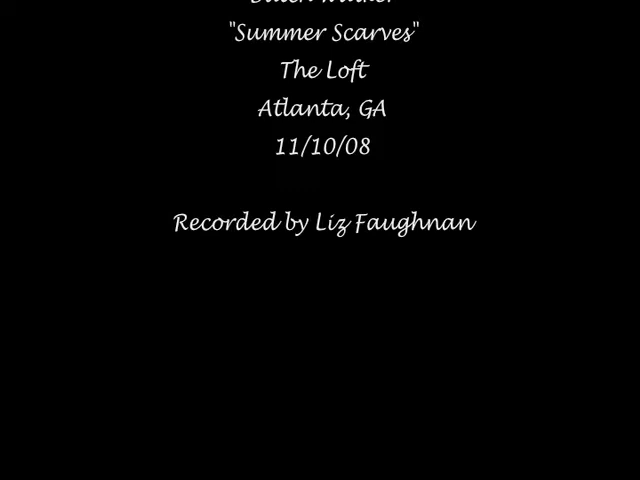 "Summer Scarves"
The Loft
Atlanta, GA
11/10/08
Recorded by Liz Faughnan